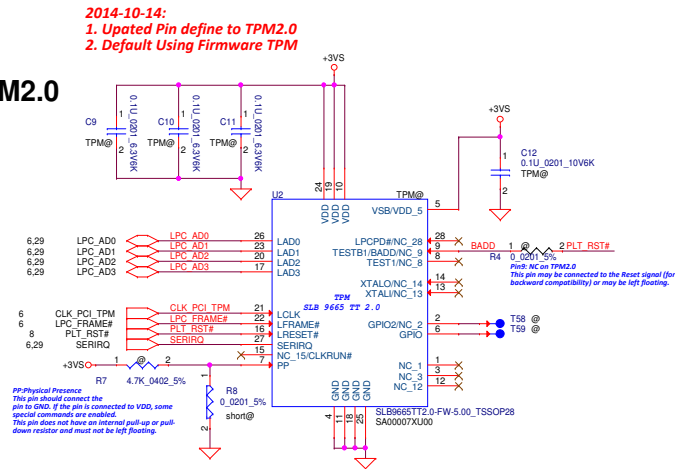 2014-10-14:
1. Upated Pin define to TPM2.0
2. Default Using Firmware TPM
M2.0
+3VS
+3VS
C9
1
2
TPM@
0.1U_0201_6.3V6K
C10
1
2
TPM@
0.1U_0201_6.3V6K
C11
1
2
TPM@
0.1U_0201_6.3V6K
1
2
C12
0.1U_0201_10V6K
TPM@
U2
TPM@
24
19
10
VDD
VDD
VDD
VSB/VDD_5
5
6,29 LPC_AD0 LPC_AD0 26 LAD0
6,29 LPC_AD1 LPC_AD1 23 LAD1
6,29 LPC_AD2 LPC_AD2 20 LAD2
6,29 LPC_AD3 LPC_AD3 17 LAD3
LPCPD#/NC_28 28
TESTB1/BADD/NC_9 9 BADD 1 @ 2 PLT_RST#
TEST1/NC_8 8
R4 0_0201_5%
Pin9: NC on TPM2.0
This pin may be connected to the Reset signal (for
backward compatibility) or may be left floating.
XTALO/NC_14 14
XTALI/NC_13 13
TPM
SLB 9665 TT 2.0
6 CLK_PCI_TPM CLK_PCI_TPM 21 LCLK
6 LPC_FRAME# LPC_FRAME# 22 LFRAME#
8 PLT_RST# PLT_RST# 16 LRESET#
6,29 SERIRQ SERIRQ 27 SERIRQ
15 NC_15/CLKRUN#
7 PP
GPIO2/NC_2 2 T58 @
GPIO 6 T59 @
+3VS 1 @ 2
R7 4.7K_0402_5%
NC_1 1
NC_3 3
NC_12 12
1
R8
0_0201_5%
short@
2
PP:Physical Presence
This pin should connect the
pin to GND. If the pin is connected to VDD, some
special commands are enabled.
This pin does not have an internal pull-up or pull-
down resistor and must not be left floating.
GND
GND
GND
GND
4
11
18
25
SLB9665TT2.0-FW-5.00_TSSOP28
SA00007XU00